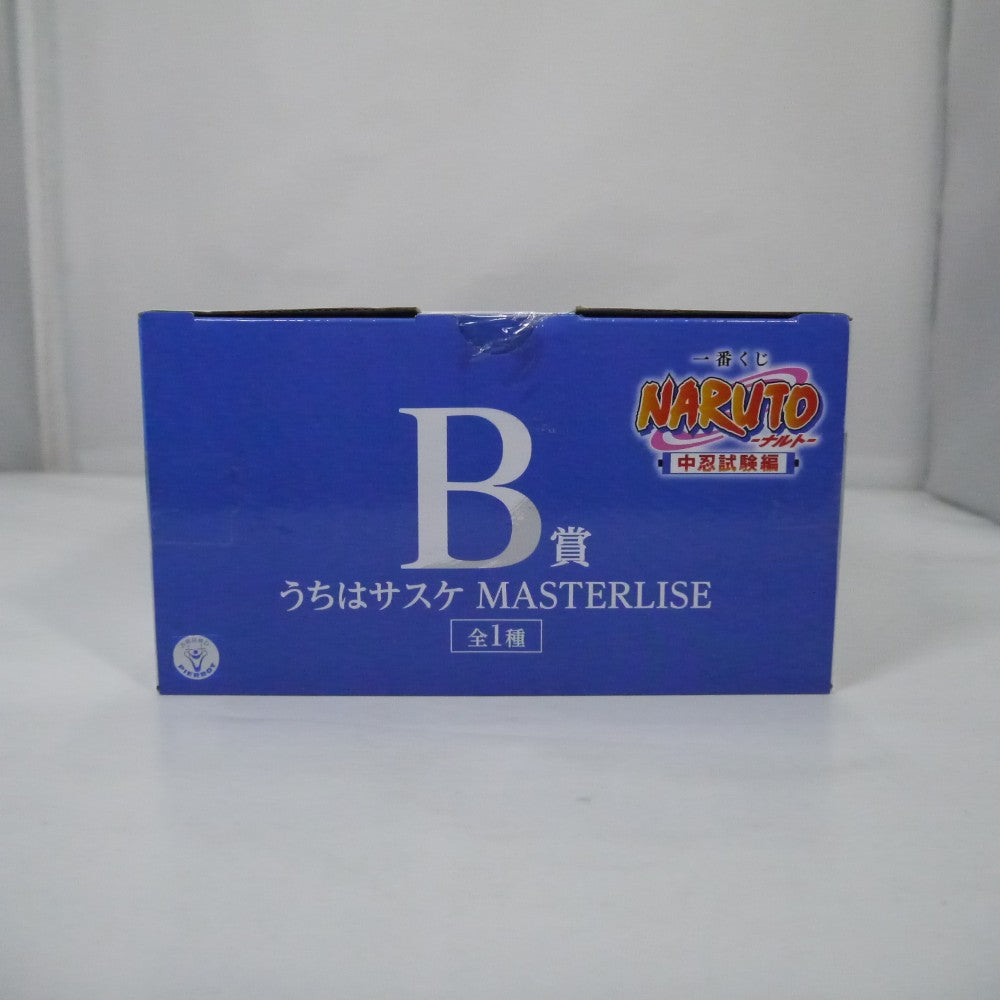 一番くじ
NARUTO
-ナルト-
中忍試験編
B賞
うちはサスケ MASTERLISE
全1種
PIERROT